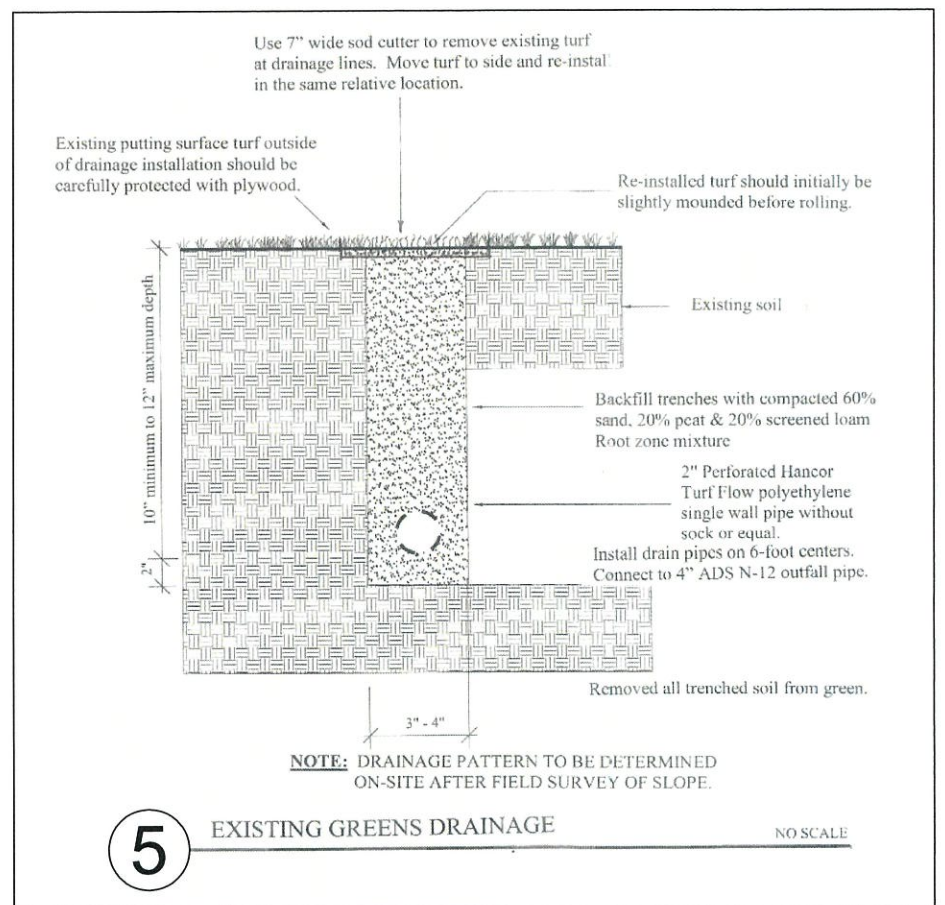 Use 7" wide sod cutter to remove existing turf
at drainage lines. Move turf to side and re-instal
in the same relative location.
Existing putting surface turf outside
of drainage installation should be
carefully protected with plywood.
Re-installed turf should initially be
slightly mounded before rolling.
10" minimum to 12" maximum depth
Existing soil
Backfill trenches with compacted 60%
sand, 20% peat & 20% screened loam
Root zone mixture
2" Perforated Hancor
Turf Flow polyethylene
single wall pipe without
sock or equal.
Install drain pipes on 6-foot centers.
Connect to 4" ADS N-12 outfall pipe.
2"
Removed all trenched soil from green.
3" - 4"
NOTE: DRAINAGE PATTERN TO BE DETERMINED
ON-SITE AFTER FIELD SURVEY OF SLOPE.
5 EXISTING GREENS DRAINAGE NO SCALE